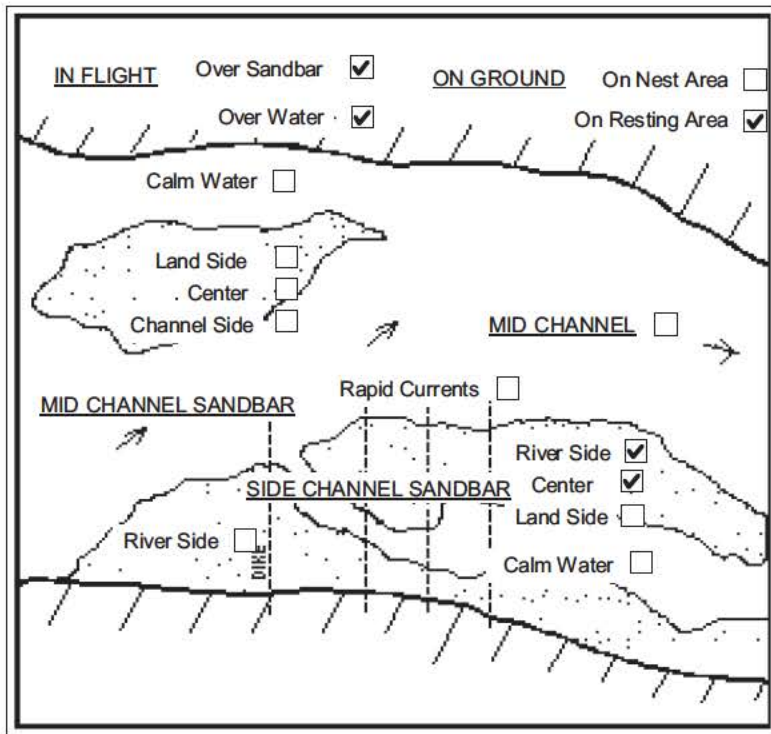 IN FLIGHT
Over Sandbar
Over Water
ON GROUND
On Nest Area
On Resting Area
Calm Water
Land Side
Center
Channel Side
MID CHANNEL
MID CHANNEL SANDBAR
Rapid Currents
SIDE CHANNEL SANDBAR
River Side
Center
Land Side
River Side
DIKE
Calm Water